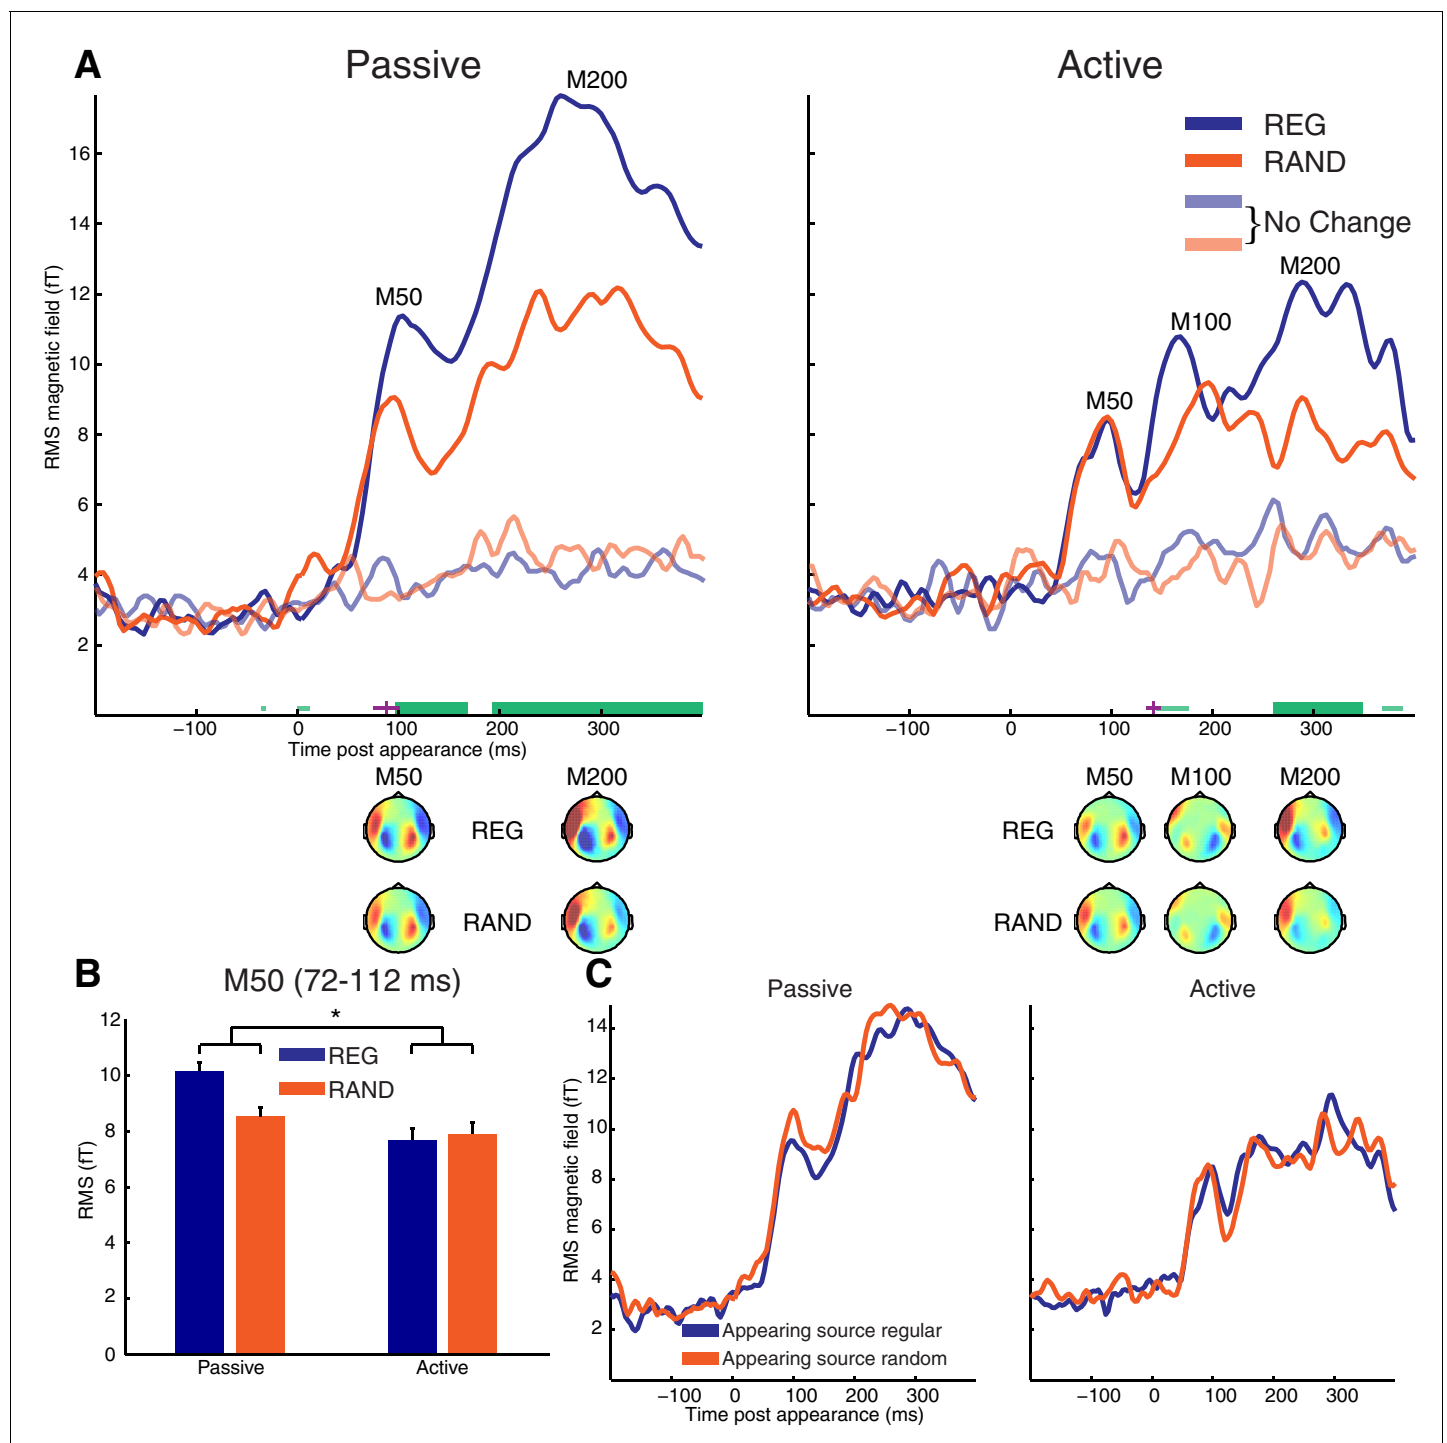 A
Passive
Active
M200
REG
RAND
} No Change
16
14
12
10
8
6
4
2
RMS magnetic field (fT)
M50
M200
M100
M50
−100 0 100 200 300
−100 0 100 200 300
Time post appearance (ms)
M50 M200
M50 M100 M200
REG
REG
RAND
RAND
B
M50 (72-112 ms)
*
REG
RAND
12
10
8
6
4
2
0
RMS (fT)
Passive
Active
C
Passive
Active
14
12
10
8
6
4
2
RMS magnetic field (fT)
Appearing source regular
Appearing source random
−100 0 100 200 300
−100 0 100 200 300
Time post appearance (ms)